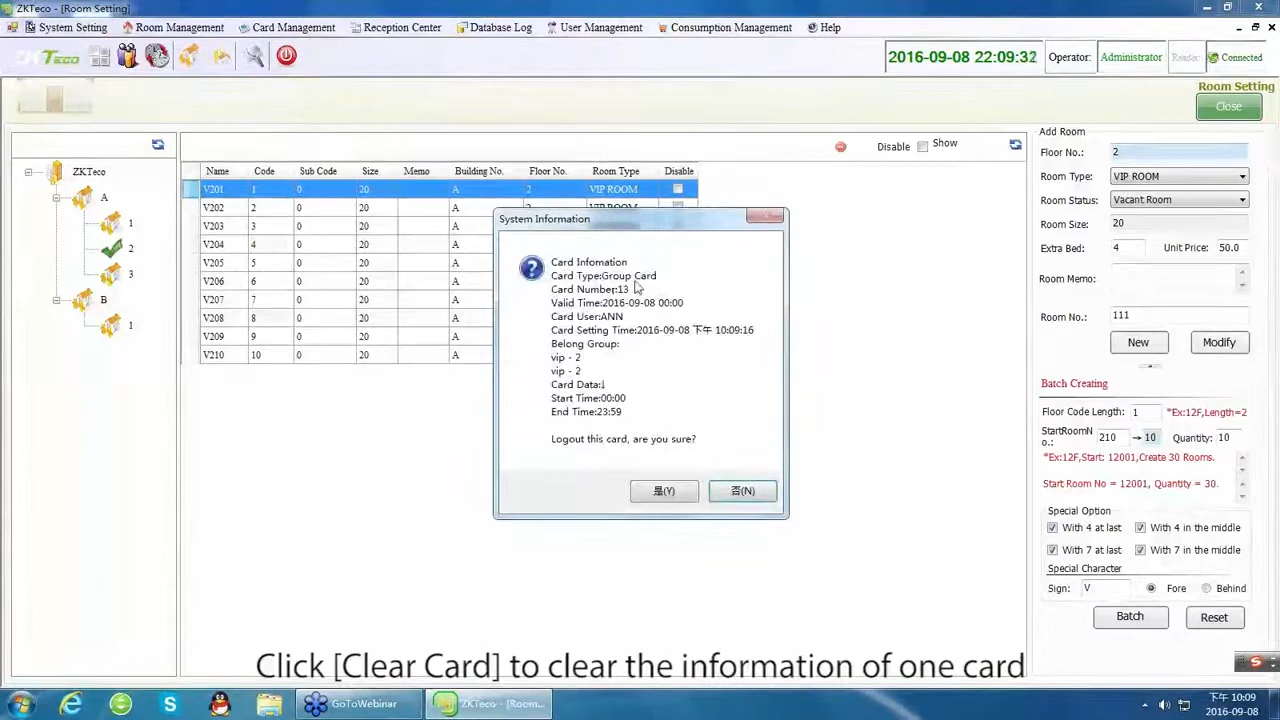 ZKTeco - [Room Setting]
System Setting Room Management Card Management Reception Center Database Log User Management Consumption Management Help
ZKTeco
2016-09-08 22:09:32 Operator: Administrator Reader: Connected
Room Setting
Close
Disable Show
ZKTeco
A
1
2
3
B
1
Name Code Sub Code Size Memo Building No. Floor No. Room Type Disable
V201 1 0 20 A 2 VIP ROOM
V202 2 0 20 A 2 VIP ROOM
V203 3 0 20 A
V204 4 0 20 A
V205 5 0 20 A
V206 6 0 20 A
V207 7 0 20 A
V208 8 0 20 A
V209 9 0 20 A
V210 10 0 20 A
System Information
Card Infomation
Card Type:Group Card
Card Number:13
Valid Time:2016-09-08 00:00
Card User:ANN
Card Setting Time:2016-09-08 下午 10:09:16
Belong Group:
vip - 2
vip - 2
Card Data:↓
Start Time:00:00
End Time:23:59
Logout this card, are you sure?
是(Y) 否(N)
Add Room
Floor No.: 2
Room Type: VIP ROOM
Room Status: Vacant Room
Room Size: 20
Extra Bed: 4 Unit Price: 50.0
Room Memo:
Room No.: 111
New Modify
Batch Creating
Floor Code Length: 1 *Ex:12F,Length=2
StartRoomN
o.: 210 → 10 Quantity: 10
*Ex:12F,Start: 12001,Create 30 Rooms.
Start Room No = 12001, Quantity = 30.
Special Option
With 4 at last With 4 in the middle
With 7 at last With 7 in the middle
Special Character
Sign: V Fore Behind
Batch Reset
Click [Clear Card] to clear the information of one card
GoToWebinar ZKTeco - [Room...
下午 10:09
2016-09-08